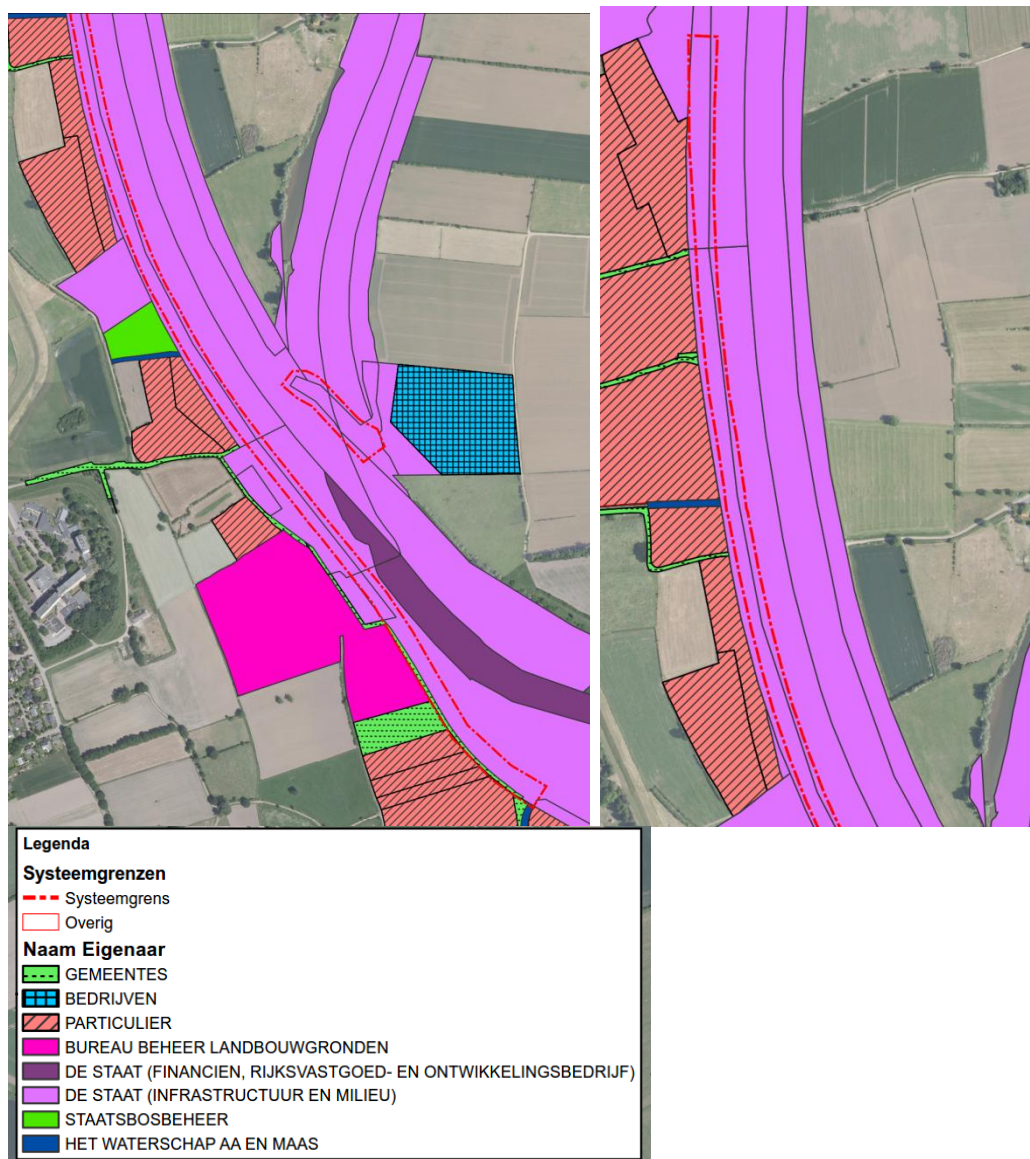 Legenda
Systeemgrenzen
Systeemgrens
Overig
Naam Eigenaar
GEMEENTES
BEDRIJVEN
PARTICULIER
BUREAU BEHEER LANDBOUWGRONDEN
DE STAAT (FINANCIEN, RIJKSVASTGOED- EN ONTWIKKELINGSBEDRIJF)
DE STAAT (INFRASTRUCTUUR EN MILIEU)
STAATSBOSBEHEER
HET WATERSCHAP AA EN MAAS